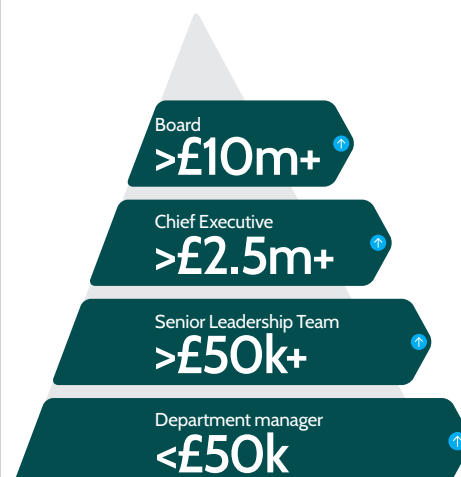 Board
>£10m+
Chief Executive
>£2.5m+
Senior Leadership Team
>£50k+
Department manager
<£50k